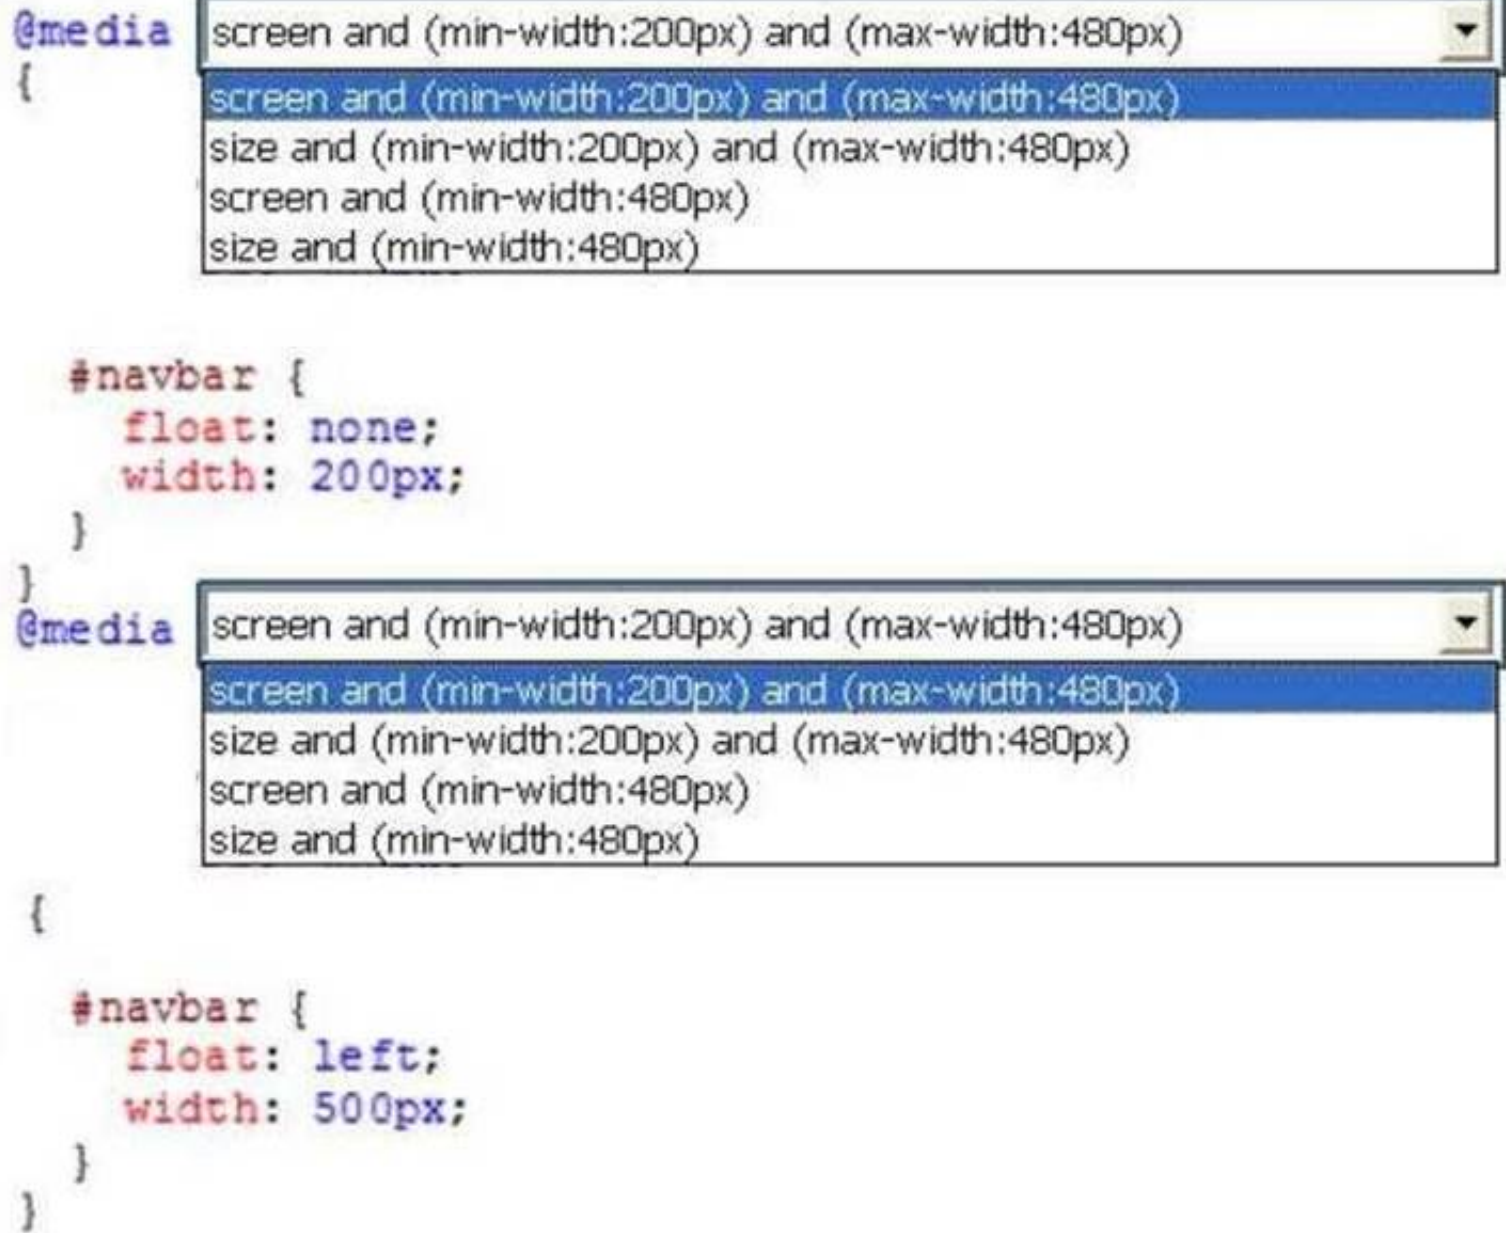 @media screen and (min-width:200px) and (max-width:480px)
{
screen and (min-width:200px) and (max-width:480px)
size and (min-width:200px) and (max-width:480px)
screen and (min-width:480px)
size and (min-width:480px)
#navbar {
float: none;
width: 200px;
}
}
@media screen and (min-width:200px) and (max-width:480px)
screen and (min-width:200px) and (max-width:480px)
size and (min-width:200px) and (max-width:480px)
screen and (min-width:480px)
size and (min-width:480px)
{
#navbar {
float: left;
width: 500px;
}
}